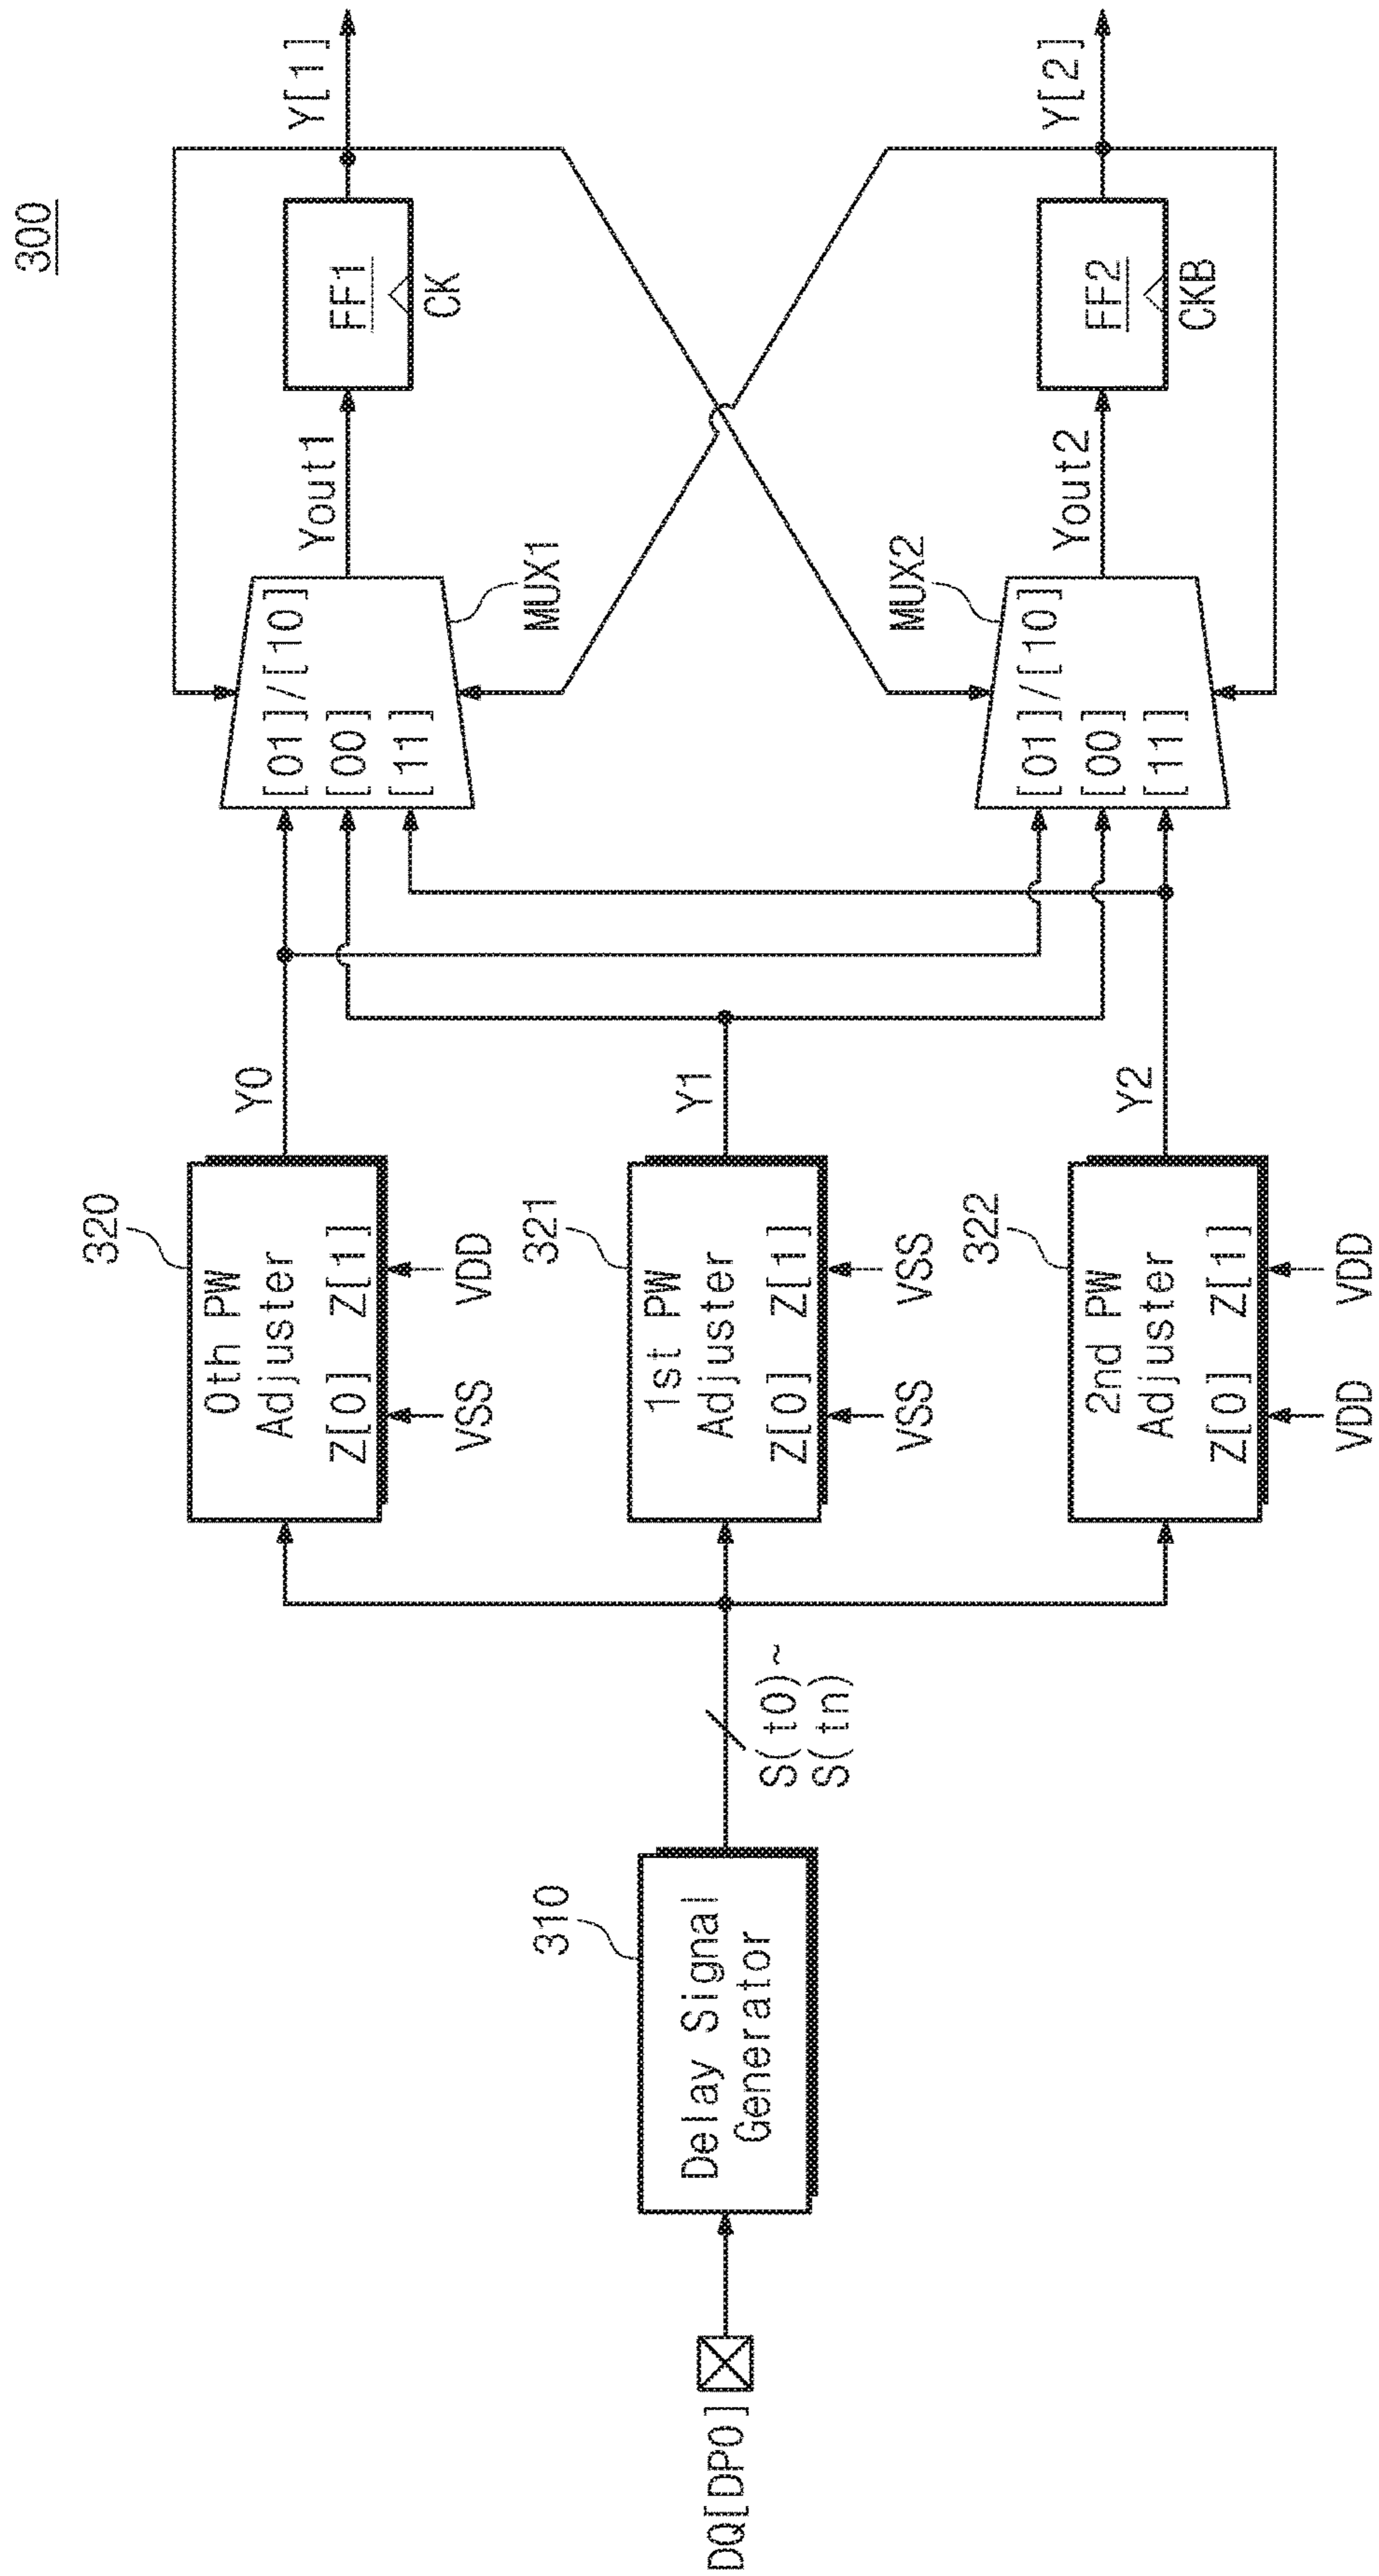 300
DQ[DP0]
310
Delay Signal
Generator
S(t0)~
S(tn)
320
0th PW
Adjuster
Z[0] Z[1]
VSS VDD
Y0
321
1st PW
Adjuster
Z[0] Z[1]
VSS VSS
Y1
322
2nd PW
Adjuster
Z[0] Z[1]
VDD VDD
Y2
[01]/[10]
[00]
[11]
MUX1
Yout1
FF1
CK
Y[1]
MUX2
[01]/[10]
[00]
[11]
Yout2
FF2
CKB
Y[2]